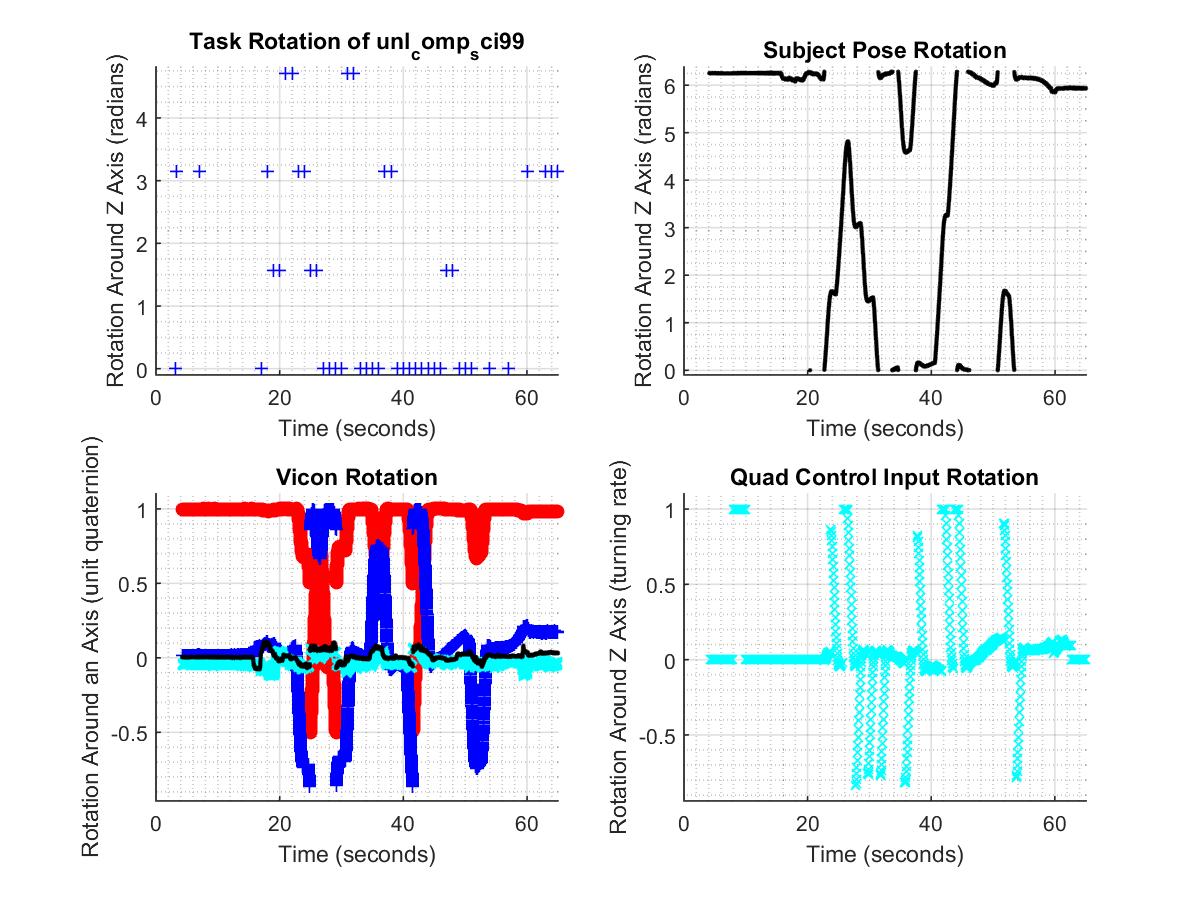 Task Rotation of unl_comp_sci99
Rotation Around Z Axis (radians)
4
3
2
1
0
0 20 40 60
Time (seconds)
Subject Pose Rotation
Rotation Around Z Axis (radians)
6
5
4
3
2
1
0
0 20 40 60
Time (seconds)
Vicon Rotation
Rotation Around an Axis (unit quaternion)
1
0.5
0
-0.5
0 20 40 60
Time (seconds)
Quad Control Input Rotation
Rotation Around Z Axis (turning rate)
1
0.5
0
-0.5
0 20 40 60
Time (seconds)